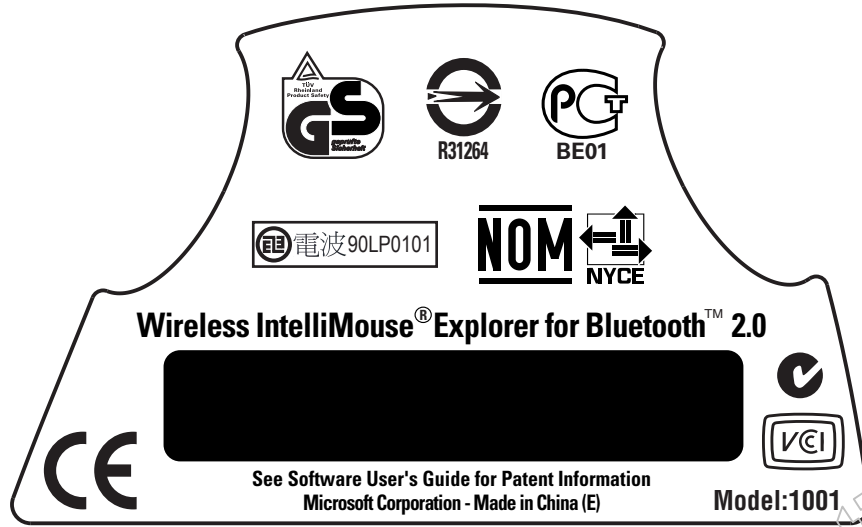 TÜV
Rheinland
Product Safety
GS
geprüfte
Sicherheit
R31264
PCT
BE01
電波90LP0101
NOM
NYCE
Wireless IntelliMouse® Explorer for Bluetooth™ 2.0
CE
VCCI
See Software User's Guide for Patent Information
Microsoft Corporation - Made in China (E)
Model:1001